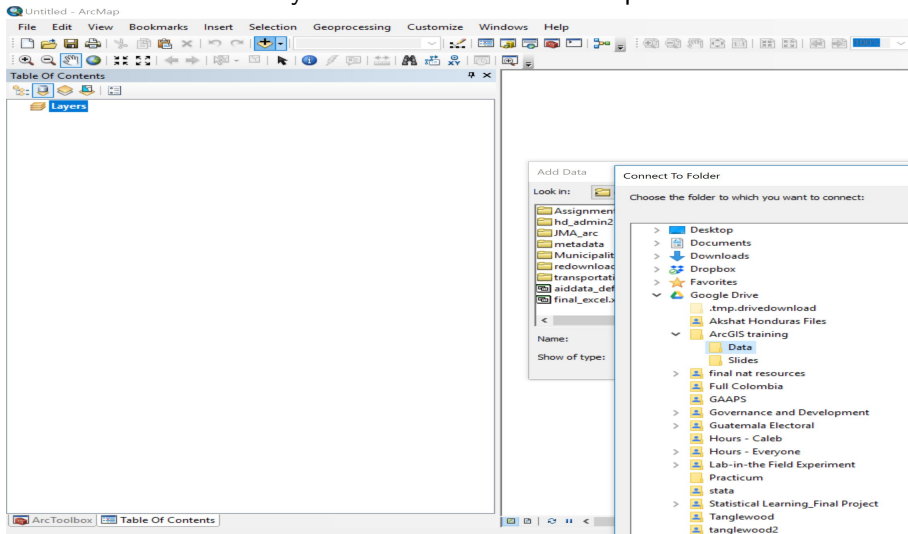 Untitled - ArcMap
File Edit View Bookmarks Insert Selection Geoprocessing Customize Windows Help
Table Of Contents
Layers
Add Data
Look in:
Assignmen
hd_admin2
JMA_arc
metadata
Municipalit
redownloac
transportati
aiddata_def
final_excel.x
Name:
Show of type:
Connect To Folder
Choose the folder to which you want to connect:
Desktop
Documents
Downloads
Dropbox
Favorites
Google Drive
.tmp.drivedownload
Akshat Honduras Files
ArcGIS training
Data
Slides
final nat resources
Full Colombia
GAAPS
Governance and Development
Guatemala Electoral
Hours - Caleb
Hours - Everyone
Lab-in-the Field Experiment
Practicum
stata
Statistical Learning_Final Project
Tanglewood
tanglewood2
ArcToolbox Table Of Contents